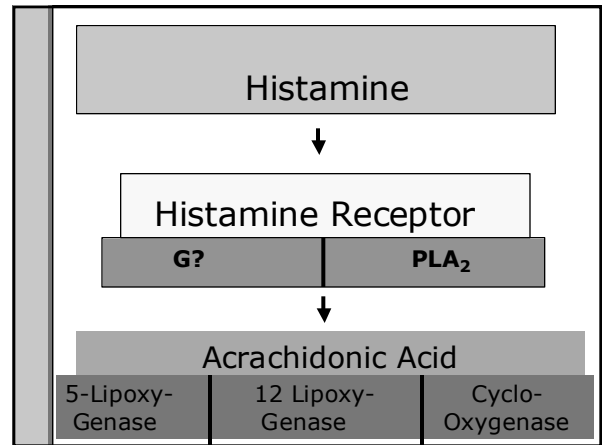 Histamine
Histamine Receptor
G? PLA₂
Acrachidonic Acid
5-Lipoxy- 12 Lipoxy- Cyclo-
Genase Genase Oxygenase